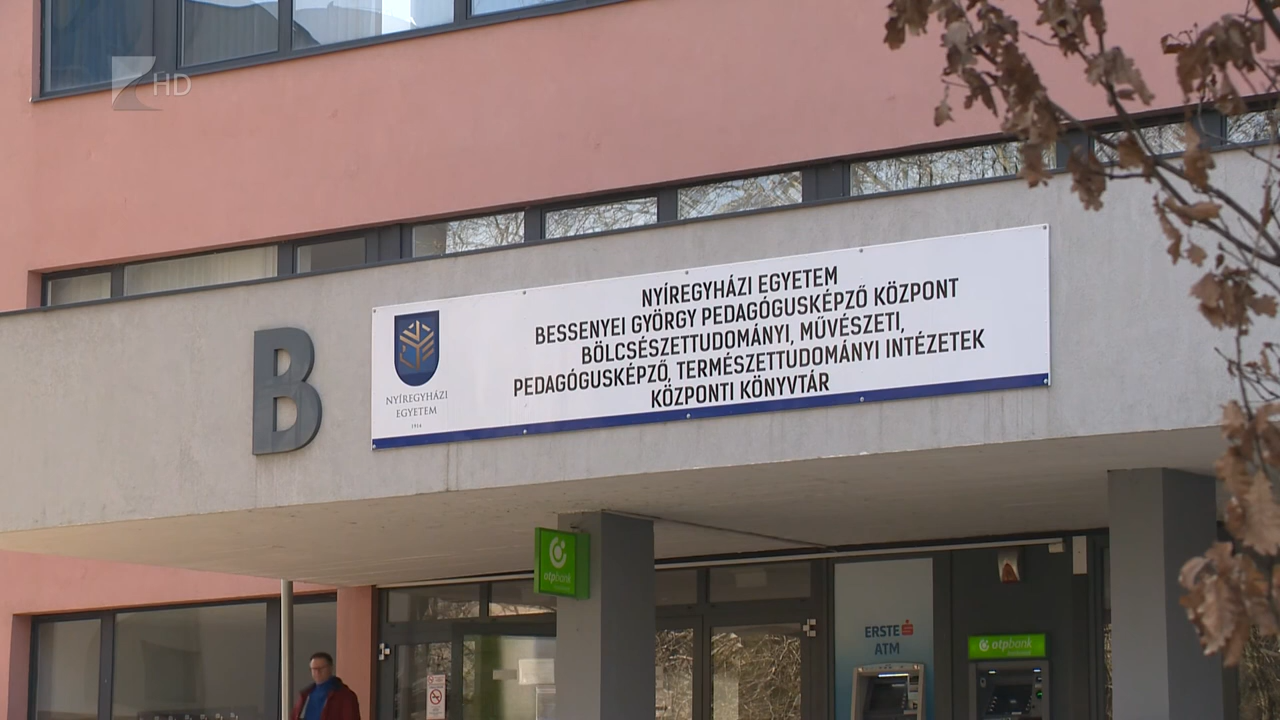 HD
NYÍREGYHÁZI EGYETEM
BESSENYEI GYÖRGY PEDAGÓGUSKÉPZŐ KÖZPONT
BÖLCSÉSZETTUDOMÁNYI, MŰVÉSZETI,
PEDAGÓGUSKÉPZŐ, TERMÉSZETTUDOMÁNYI INTÉZETEK
KÖZPONTI KÖNYVTÁR
NYÍREGYHÁZI
EGYETEM
1914
B
otpbank
ERSTE
ATM
otpbank